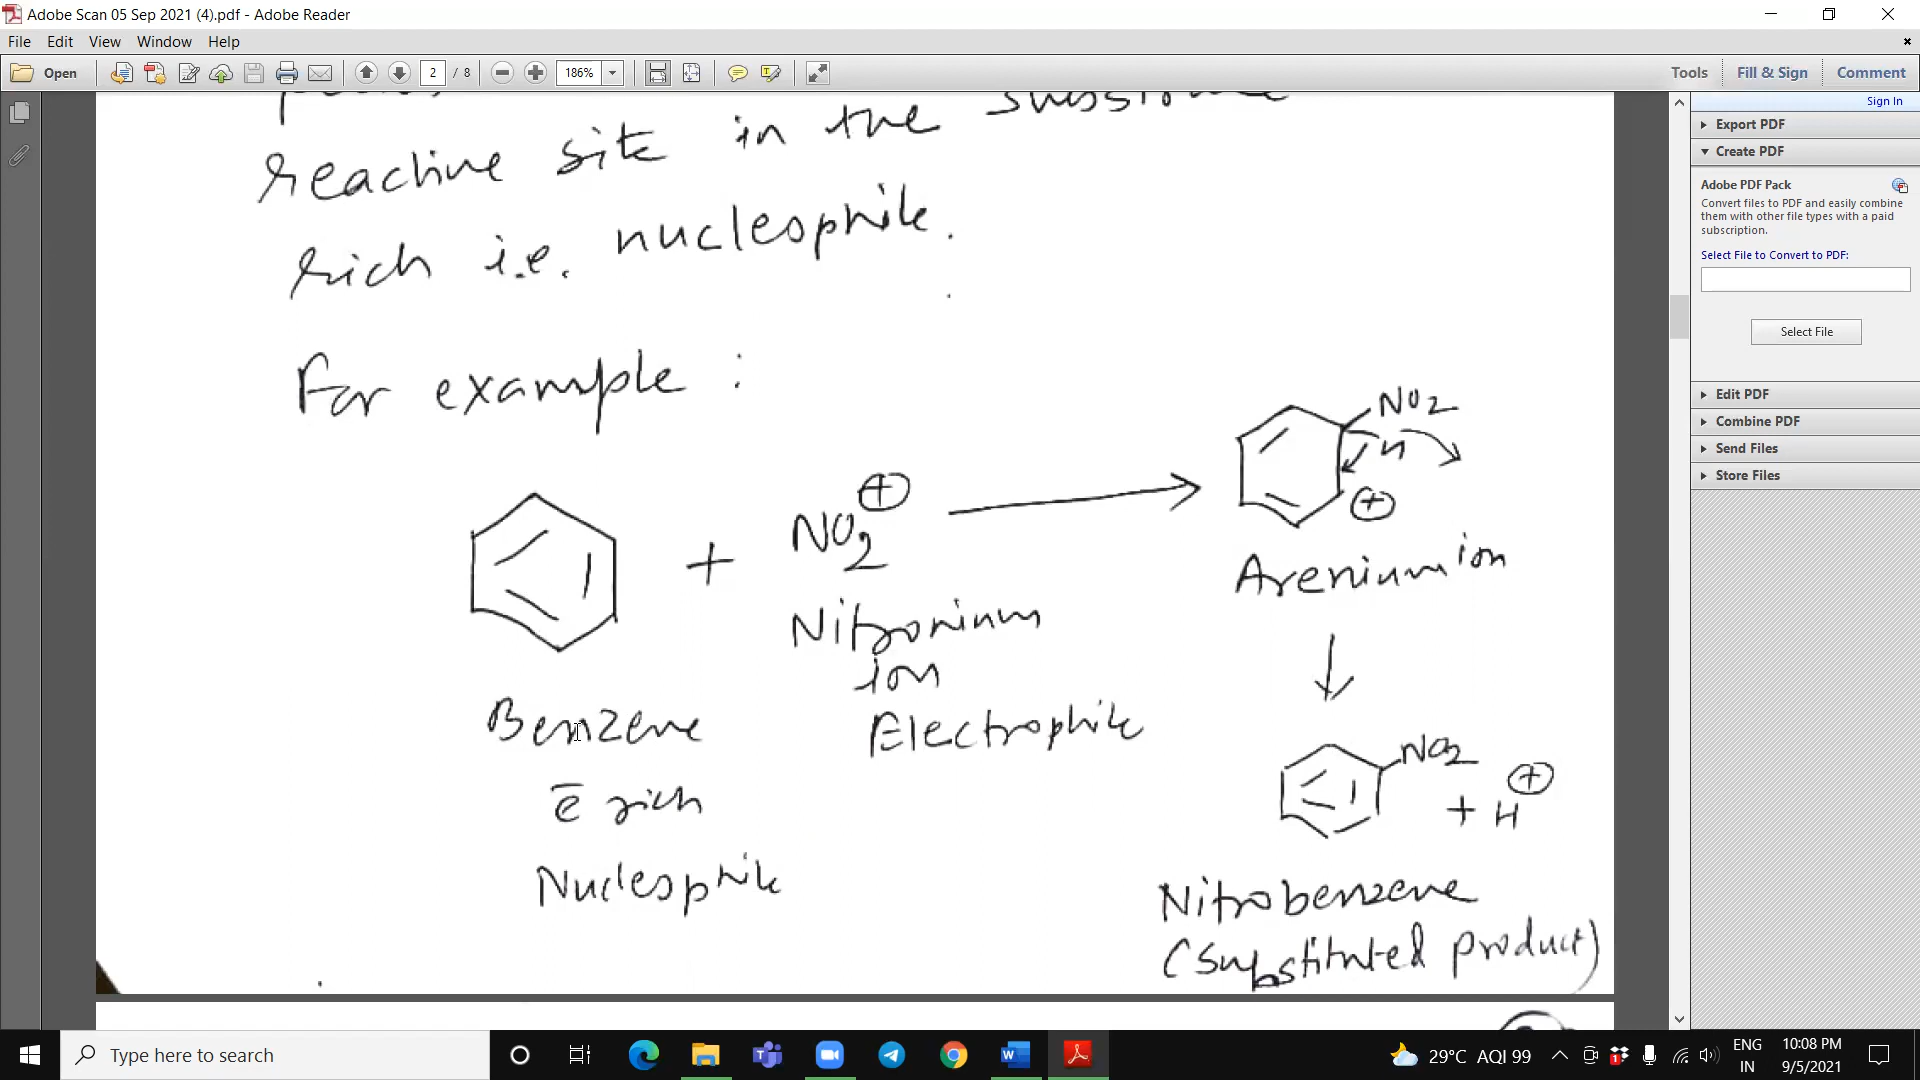 Adobe Scan 05 Sep 2021 (4).pdf - Adobe Reader
File Edit View Window Help
Open 2 / 8 186% Tools Fill & Sign Comment
Sign In
Export PDF
Create PDF
Adobe PDF Pack
Convert files to PDF and easily combine
them with other file types with a paid
subscription.
Select File to Convert to PDF:
Select File
Edit PDF
Combine PDF
Send Files
Store Files
reactive site in the
rich i.e. nucleophile.
For example :
NO2
H
⊕
+ NO2⊕
Arenium ion
Nitronium
ion
Electrophile
Benzene
ē rich
Nucleophile
NO2
+ H⊕
Nitrobenzene
(substituted product)
Type here to search
29°C AQI 99
ENG
IN
10:08 PM
9/5/2021